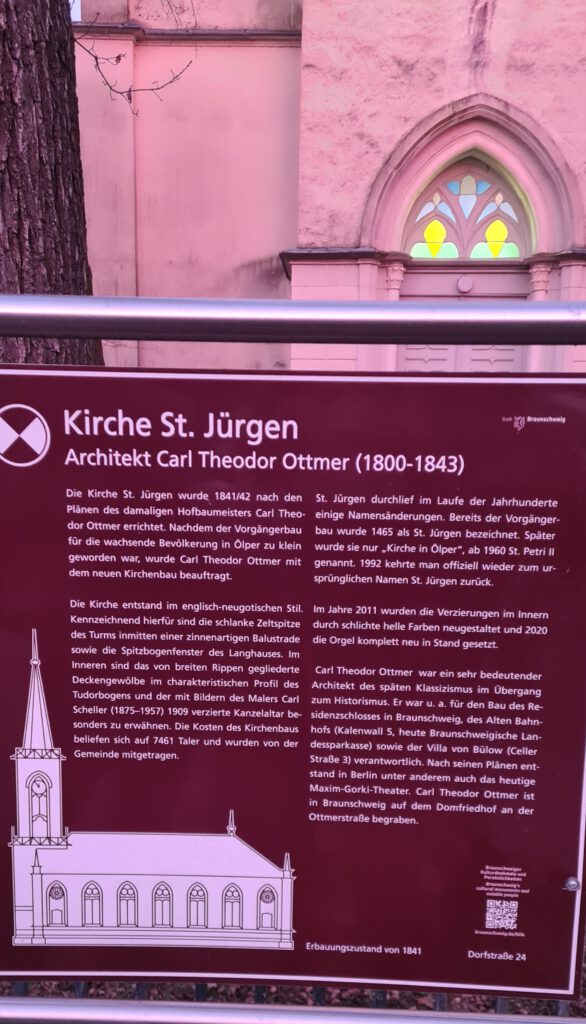 Kirche St. Jürgen
Architekt Carl Theodor Ottmer (1800-1843)
Stadt Braunschweig
Die Kirche St. Jürgen wurde 1841/42 nach den
Plänen des damaligen Hofbaumeisters Carl Theo-
dor Ottmer errichtet. Nachdem der Vorgängerbau
für die wachsende Bevölkerung in Ölper zu klein
geworden war, wurde Carl Theodor Ottmer mit
dem neuen Kirchenbau beauftragt.
Die Kirche entstand im englisch-neugotischen Stil.
Kennzeichnend hierfür sind die schlanke Zeltspitze
des Turms inmitten einer zinnenartigen Balustrade
sowie die Spitzbogenfenster des Langhauses. Im
Inneren sind das von breiten Rippen gegliederte
Deckengewölbe im charakteristischen Profil des
Tudorbogens und der mit Bildern des Malers Carl
Scheller (1875–1957) 1909 verzierte Kanzelaltar be-
sonders zu erwähnen. Die Kosten des Kirchenbaus
beliefen sich auf 7461 Taler und wurden von der
Gemeinde mitgetragen.
St. Jürgen durchlief im Laufe der Jahrhunderte
einige Namensänderungen. Bereits der Vorgänger-
bau wurde 1465 als St. Jürgen bezeichnet. Später
wurde sie nur „Kirche in Ölper“, ab 1960 St. Petri II
genannt. 1992 kehrte man offiziell wieder zum ur-
sprünglichen Namen St. Jürgen zurück.
Im Jahre 2011 wurden die Verzierungen im Innern
durch schlichte helle Farben neugestaltet und 2020
die Orgel komplett neu in Stand gesetzt.
Carl Theodor Ottmer war ein sehr bedeutender
Architekt des späten Klassizismus im Übergang
zum Historismus. Er war u. a. für den Bau des Re-
sidenzschlosses in Braunschweig, des Alten Bahn-
hofs (Kalenwall 5, heute Braunschweigische Lan-
dessparkasse) sowie der Villa von Bülow (Celler
Straße 3) verantwortlich. Nach seinen Plänen ent-
stand in Berlin unter anderem auch das heutige
Maxim-Gorki-Theater. Carl Theodor Ottmer ist
in Braunschweig auf dem Domfriedhof an der
Ottmerstraße begraben.
Braunschweiger
Kulturdenkmale und
Persönlichkeiten
Braunschweig's
cultural monuments and
notable people
braunschweig.de/blik
Erbauungszustand von 1841
Dorfstraße 24